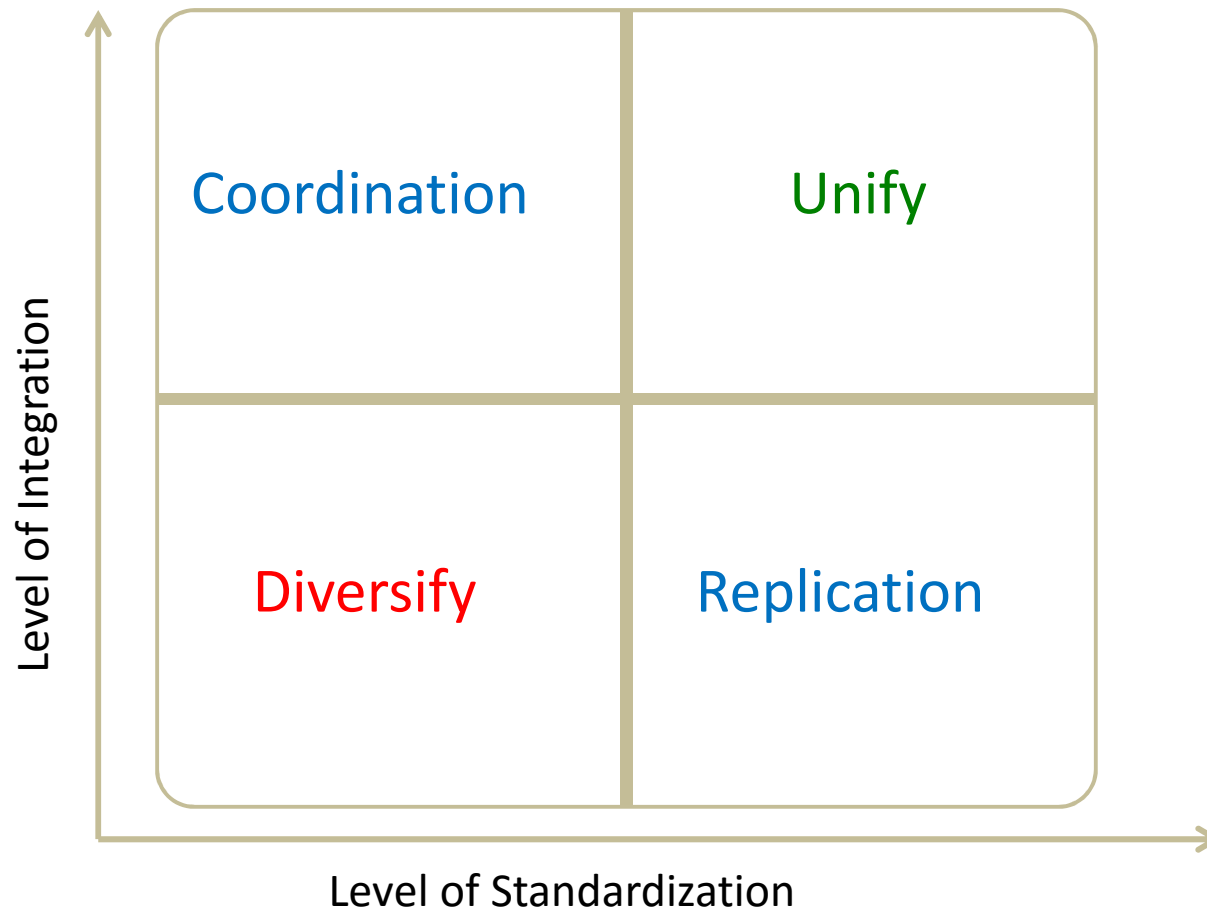 Coordination
Unify
Level of Integration
Diversify
Replication
Level of Standardization